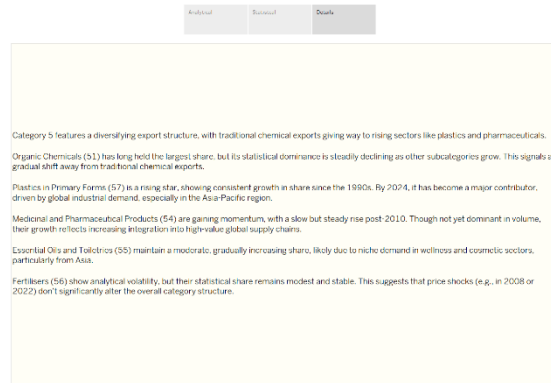 Analytical
Statistical
Details
Category 5 features a diversifying export structure, with traditional chemical exports giving way to rising sectors like plastics and pharmaceuticals.
Organic Chemicals (51) has long held the largest share, but its statistical dominance is steadily declining as other subcategories grow. This signals a
gradual shift away from traditional chemical exports.
Plastics in Primary Forms (57) is a rising star, showing consistent growth in share since the 1990s. By 2024, it has become a major contributor,
driven by global industrial demand, especially in the Asia-Pacific region.
Medicinal and Pharmaceutical Products (54) are gaining momentum, with a slow but steady rise post-2010. Though not yet dominant in volume,
their growth reflects increasing integration into high-value global supply chains.
Essential Oils and Toiletries (55) maintain a moderate, gradually increasing share, likely due to niche demand in wellness and cosmetic sectors,
particularly from Asia.
Fertilisers (56) show analytical volatility, but their statistical share remains modest and stable. This suggests that price shocks (e.g., in 2008 or
2022) don't significantly alter the overall category structure.